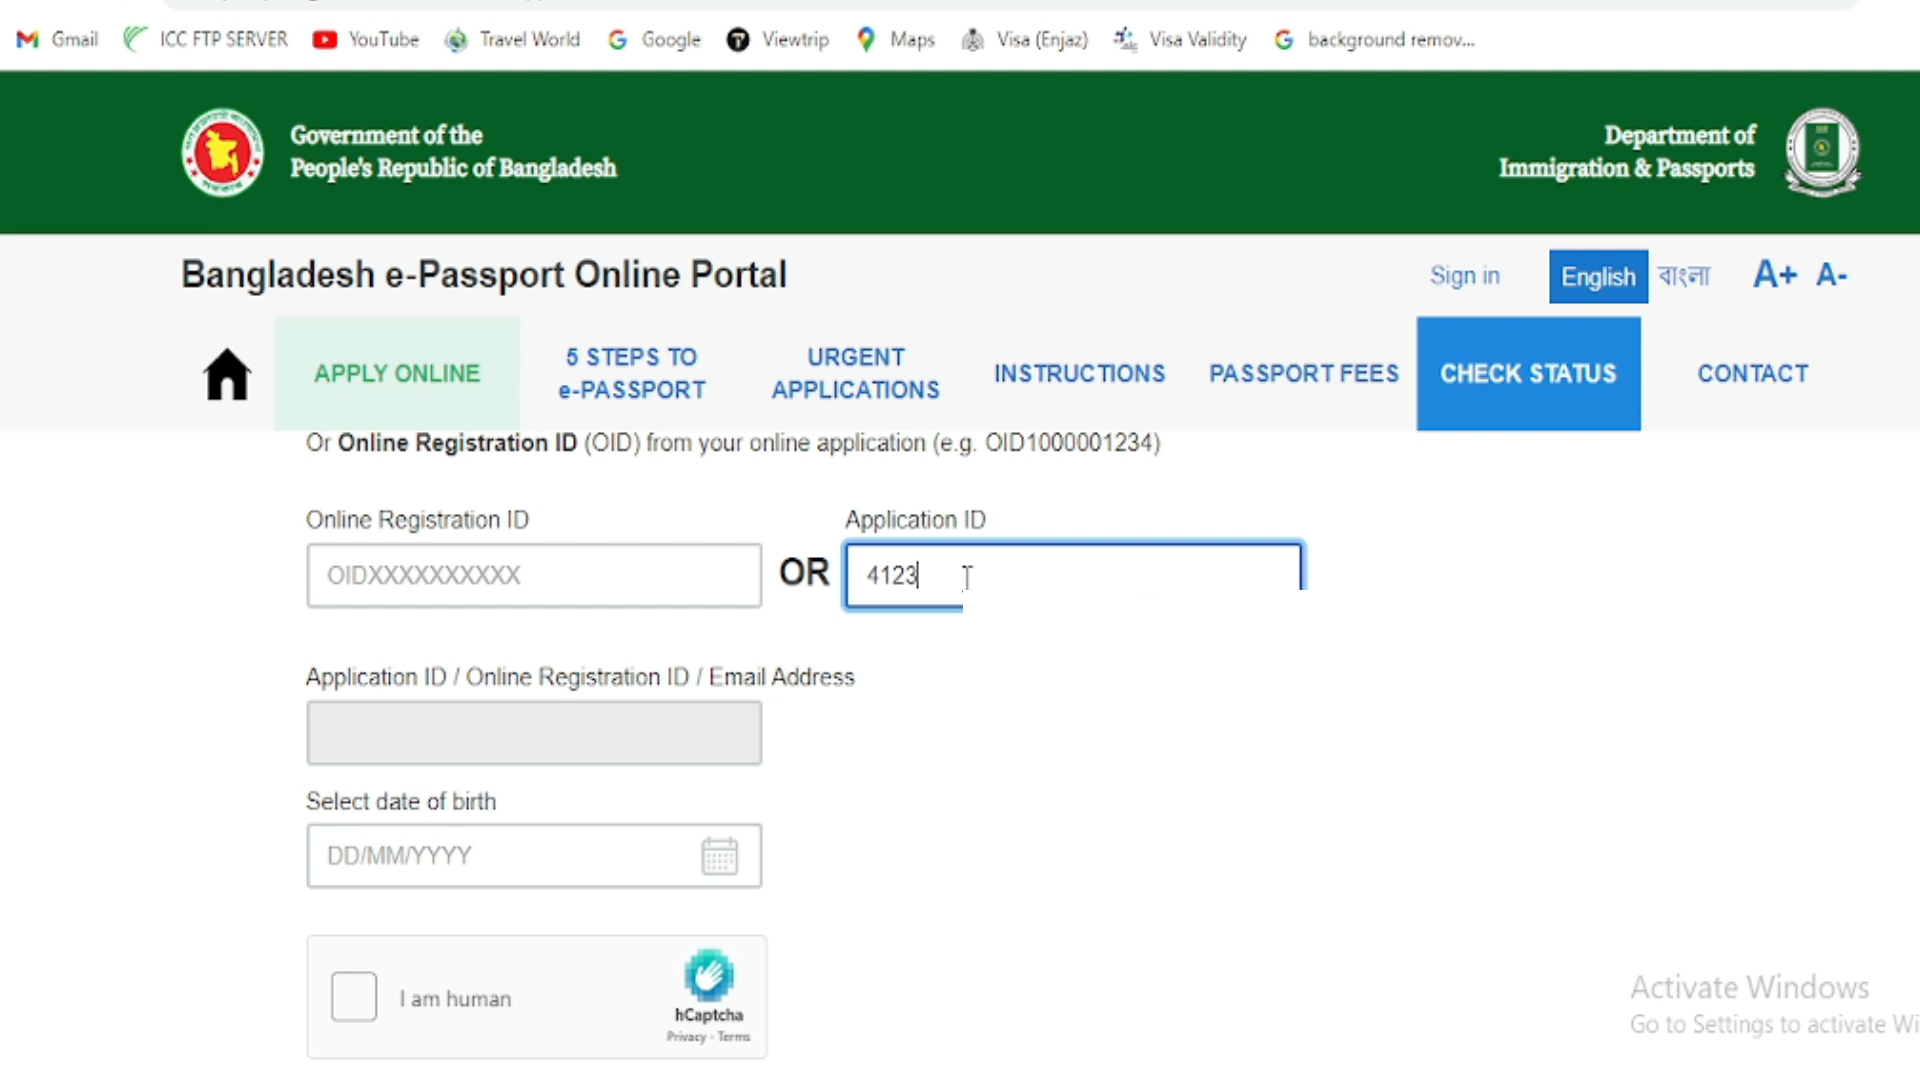 Gmail ICC FTP SERVER YouTube Travel World Google Viewtrip Maps Visa (Enjaz) Visa Validity background remov...
Government of the
People's Republic of Bangladesh
Department of
Immigration & Passports
Bangladesh e-Passport Online Portal
Sign in English বাংলা A+ A-
APPLY ONLINE
5 STEPS TO
e-PASSPORT
URGENT
APPLICATIONS
INSTRUCTIONS
PASSPORT FEES
CHECK STATUS
CONTACT
Or Online Registration ID (OID) from your online application (e.g. OID1000001234)
Online Registration ID
Application ID
OIDXXXXXXXXXX
OR
4123
Application ID / Online Registration ID / Email Address
Select date of birth
DD/MM/YYYY
I am human
hCaptcha
Privacy - Terms
Activate Windows
Go to Settings to activate Wi